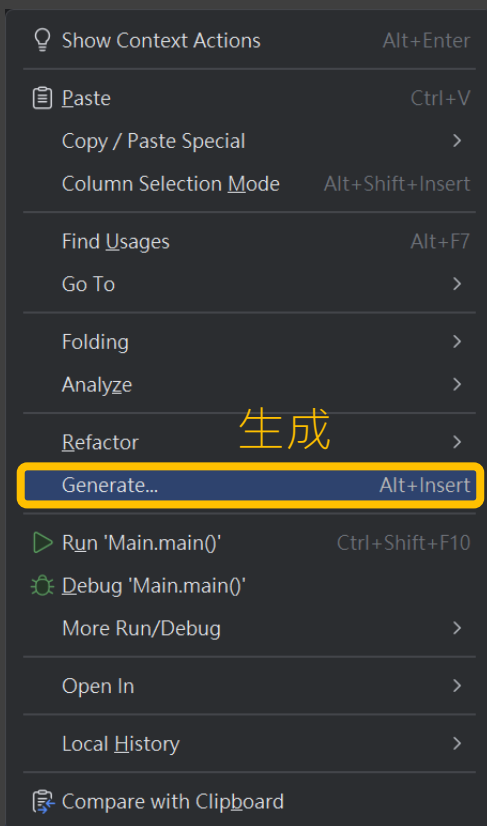 Show Context Actions Alt+Enter
Paste Ctrl+V
Copy / Paste Special
Column Selection Mode Alt+Shift+Insert
Find Usages Alt+F7
Go To
Folding
Analyze
生成
Refactor
Generate... Alt+Insert
Run 'Main.main()' Ctrl+Shift+F10
Debug 'Main.main()'
More Run/Debug
Open In
Local History
Compare with Clipboard